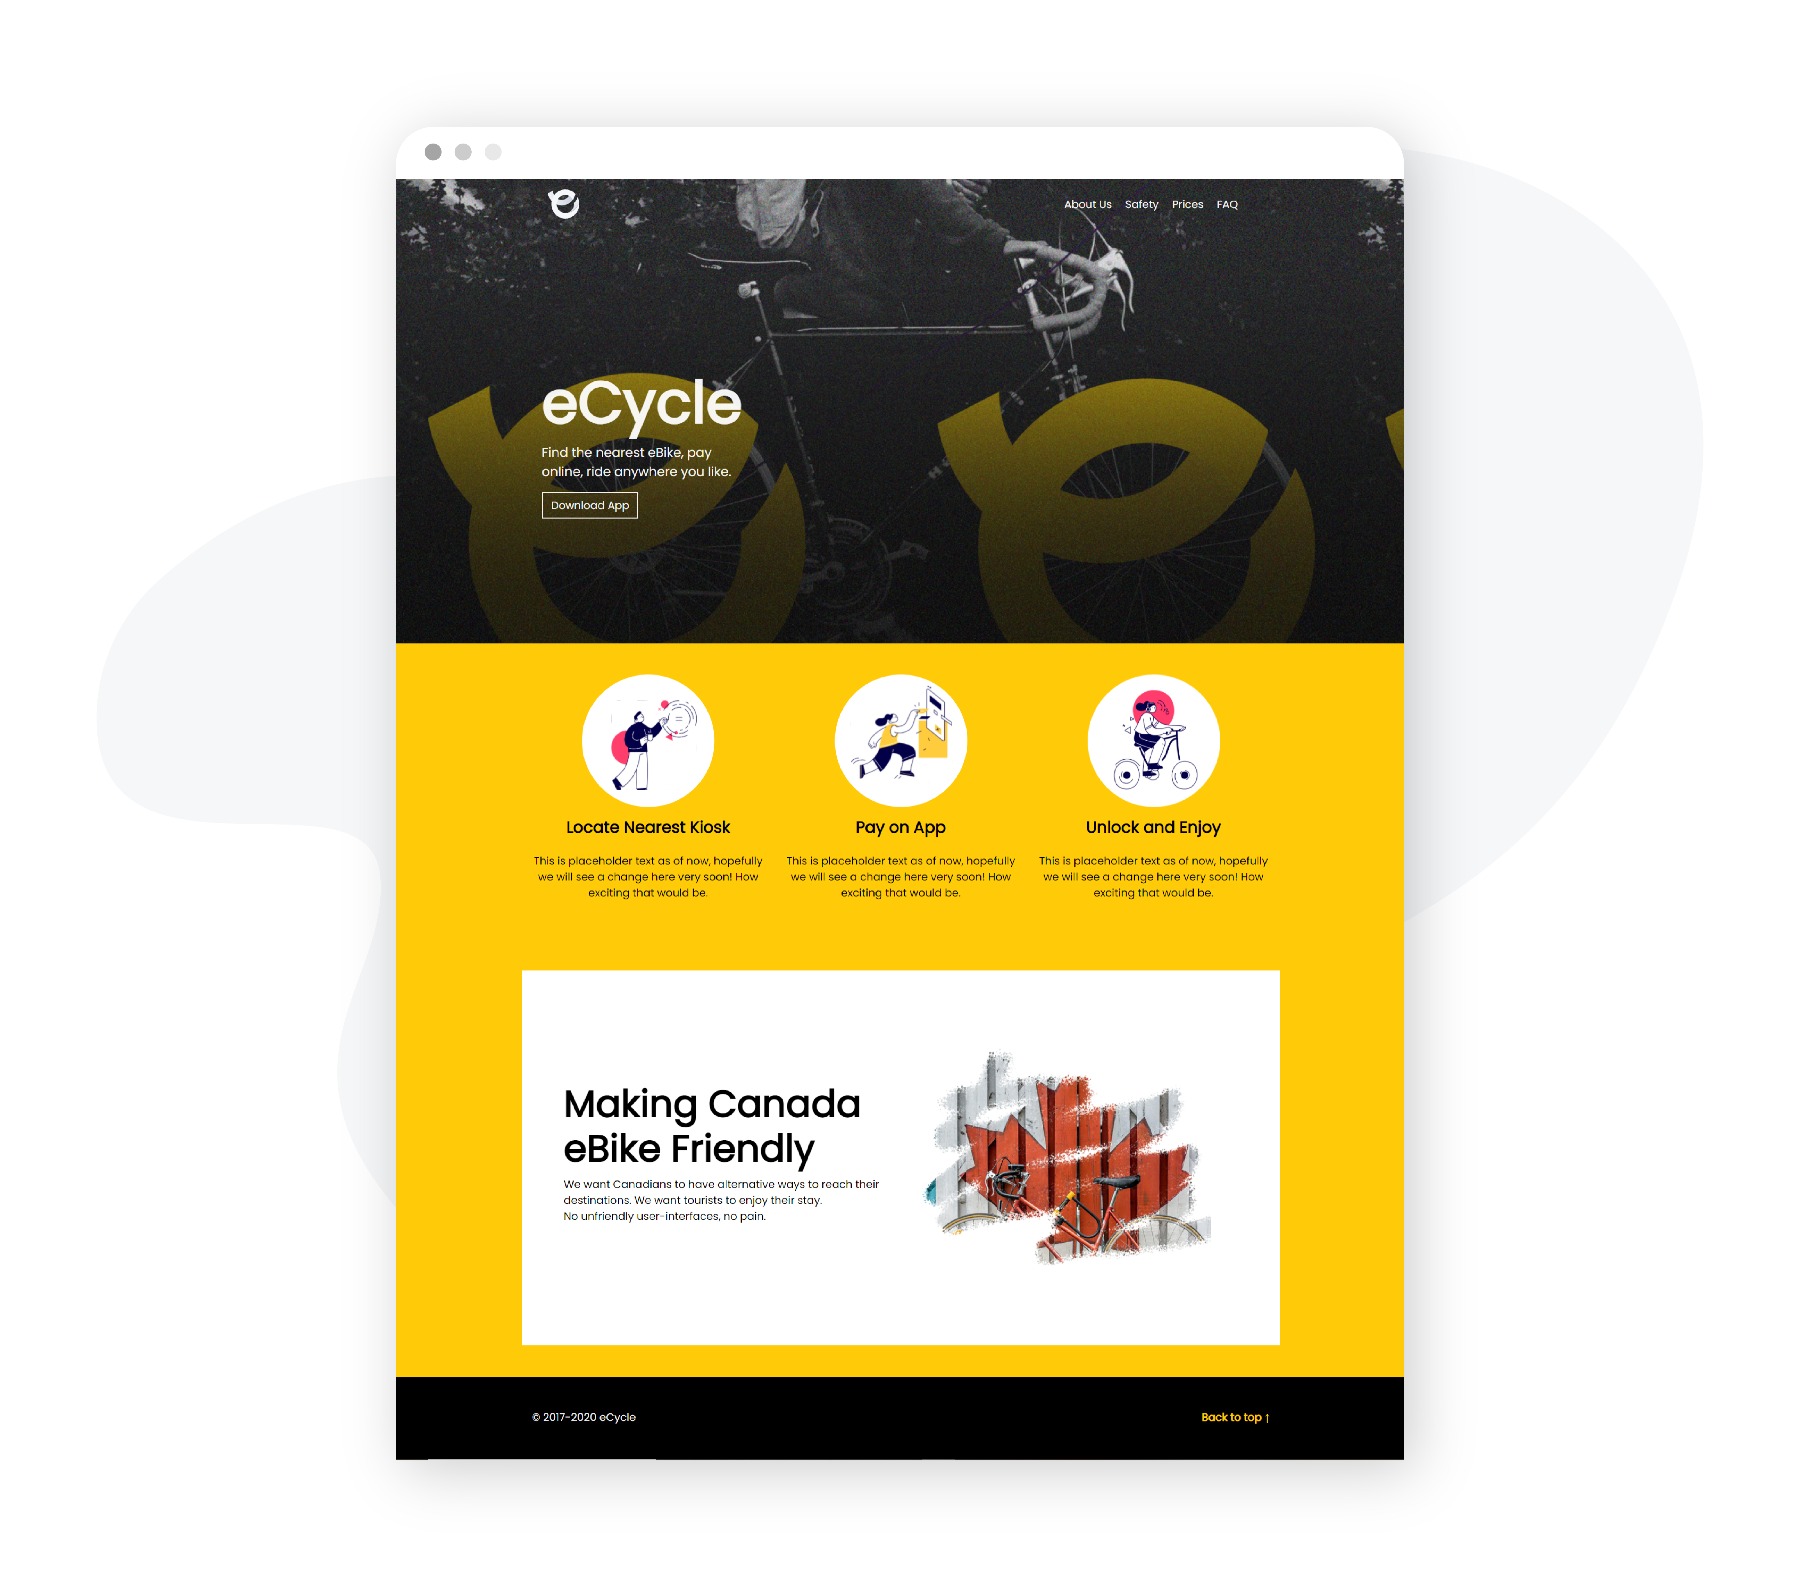 About Us Safety Prices FAQ
eCycle
Find the nearest eBike, pay
online, ride anywhere you like.
Download App
Locate Nearest Kiosk
This is placeholder text as of now, hopefully
we will see a change here very soon! How
exciting that would be.
Pay on App
This is placeholder text as of now, hopefully
we will see a change here very soon! How
exciting that would be.
Unlock and Enjoy
This is placeholder text as of now, hopefully
we will see a change here very soon! How
exciting that would be.
Making Canada
eBike Friendly
We want Canadians to have alternative ways to reach their
destinations. We want tourists to enjoy their stay.
No unfriendly user-interfaces, no pain.
© 2017-2020 eCycle
Back to top ↑